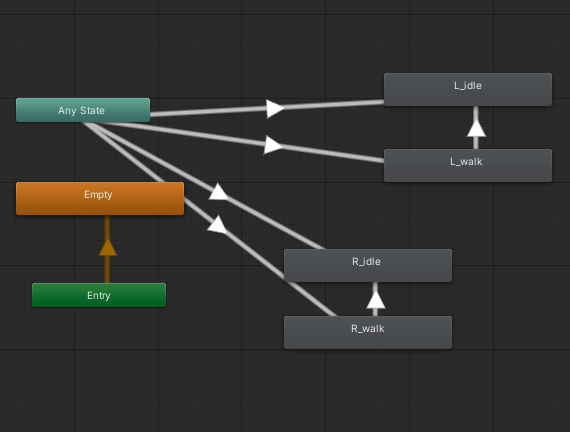 Any State
L_idle
L_walk
Empty
R_idle
Entry
R_walk